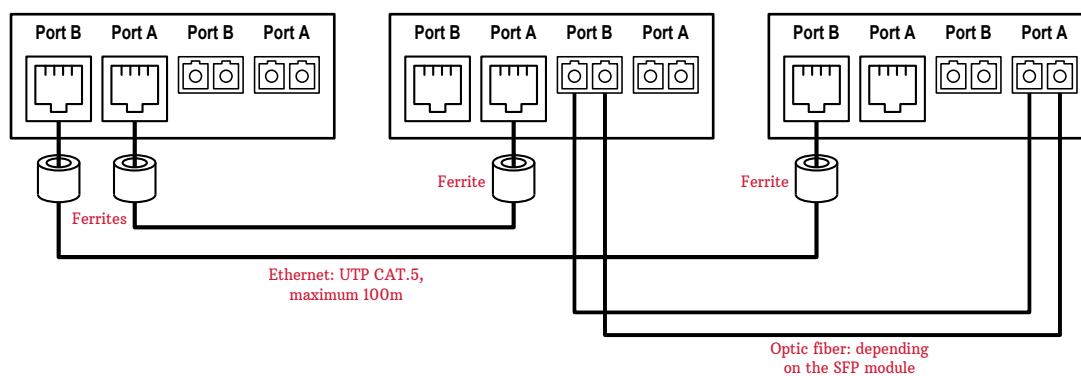 Port B Port A Port B Port A
Port B Port A Port B Port A
Port B Port A Port B Port A
Ferrites
Ferrite
Ferrite
Ethernet: UTP CAT.5,
maximum 100m
Optic fiber: depending
on the SFP module